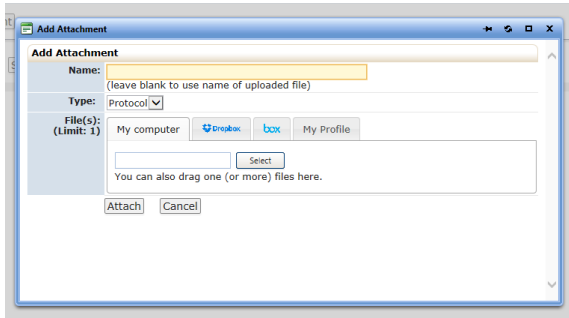 Add Attachment
Add Attachment
Name:
(leave blank to use name of uploaded file)
Type: Protocol
File(s):
(Limit: 1)
My computer Dropbox box My Profile
Select
You can also drag one (or more) files here.
Attach Cancel